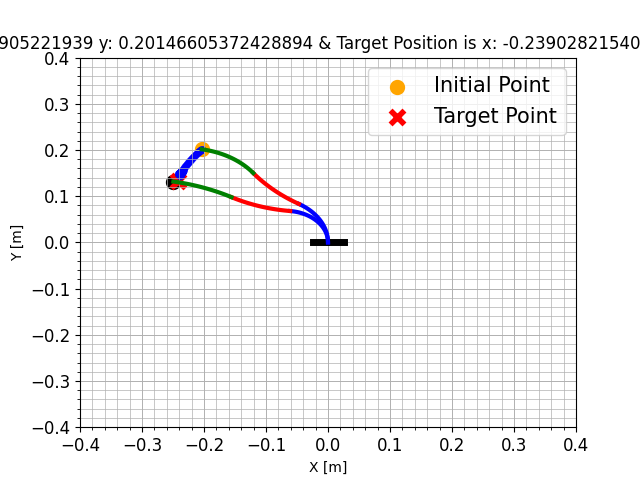 905221939 y: 0.20146605372428894 & Target Position is x: -0.23902821540
0.4
0.3
0.2
0.1
0.0
−0.1
−0.2
−0.3
−0.4
Y [m]
Initial Point
Target Point
−0.4 −0.3 −0.2 −0.1 0.0 0.1 0.2 0.3 0.4
X [m]